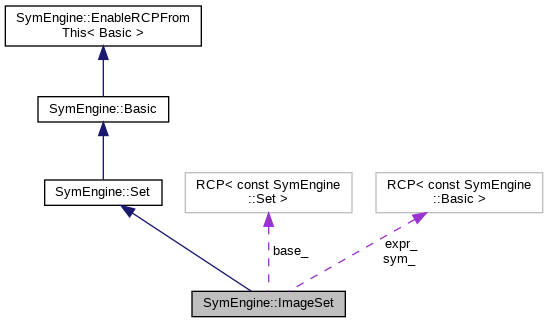 SymEngine::EnableRCPFrom
This< Basic >
SymEngine::Basic
SymEngine::Set
RCP< const SymEngine
::Set >
RCP< const SymEngine
::Basic >
base_
expr_
sym_
SymEngine::ImageSet